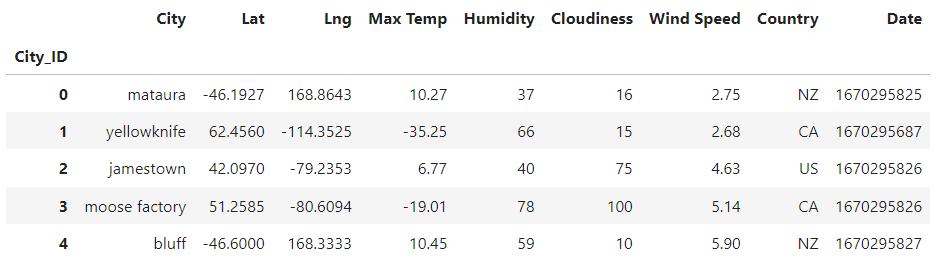 City Lat Lng Max Temp Humidity Cloudiness Wind Speed Country Date
City_ID
0 mataura -46.1927 168.8643 10.27 37 16 2.75 NZ 1670295825
1 yellowknife 62.4560 -114.3525 -35.25 66 15 2.68 CA 1670295687
2 jamestown 42.0970 -79.2353 6.77 40 75 4.63 US 1670295826
3 moose factory 51.2585 -80.6094 -19.01 78 100 5.14 CA 1670295826
4 bluff -46.6000 168.3333 10.45 59 10 5.90 NZ 1670295827